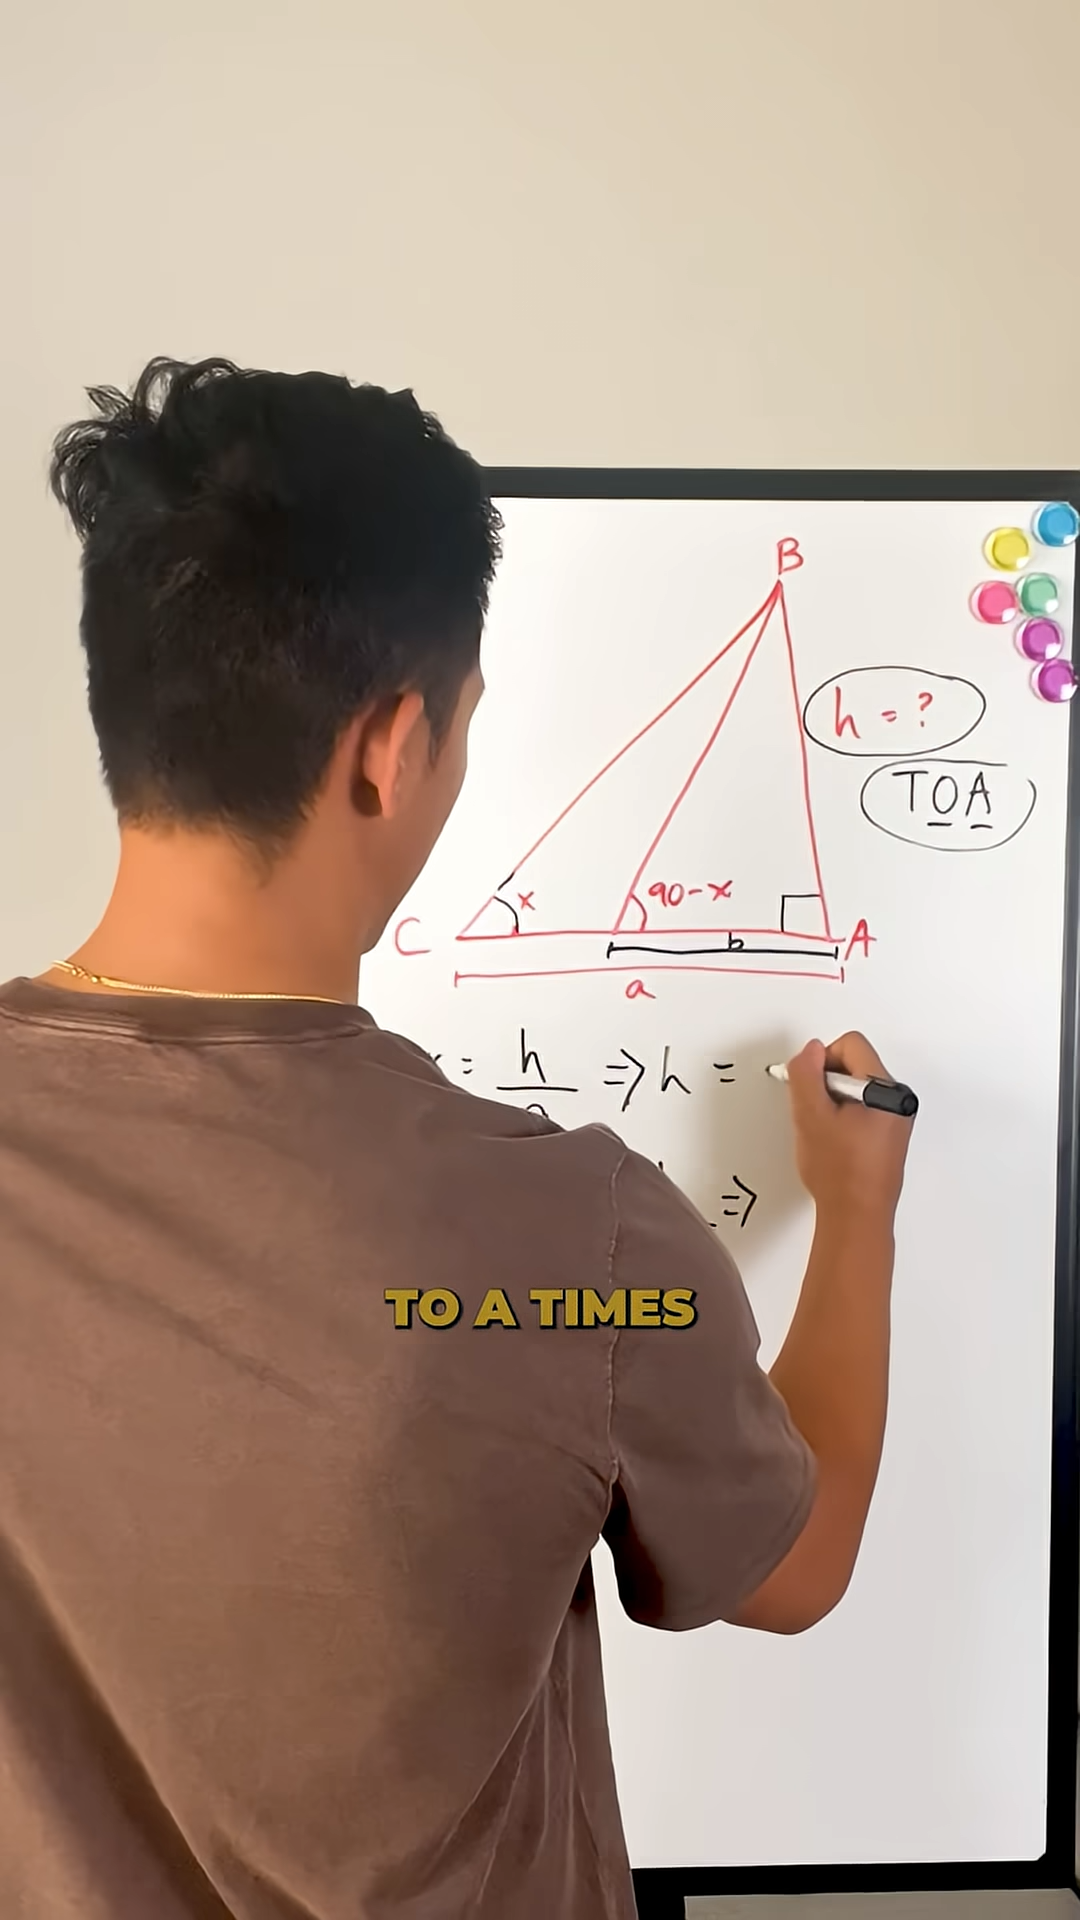 B
h = ?
TOA
x
90-x
C
b
A
a
= h ⇒ h =
⇒
TO A TIMES